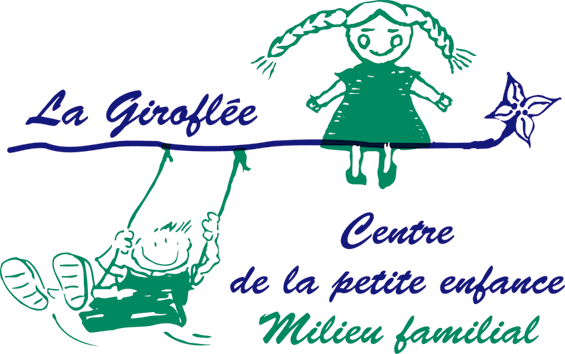 La Giroflée
Centre
de la petite enfance
Milieu familial